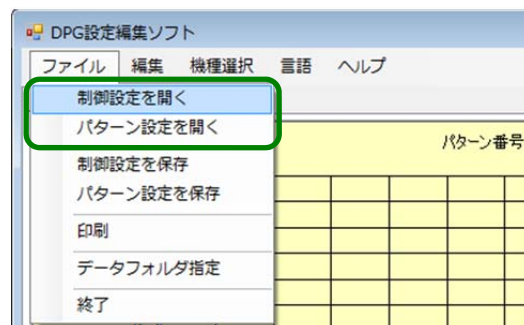 DPG設定編集ソフト
ファイル 編集 機種選択 言語 ヘルプ
制御設定を開く
パターン設定を開く
パターン番号
制御設定を保存
パターン設定を保存
印刷
データフォルダ指定
終了